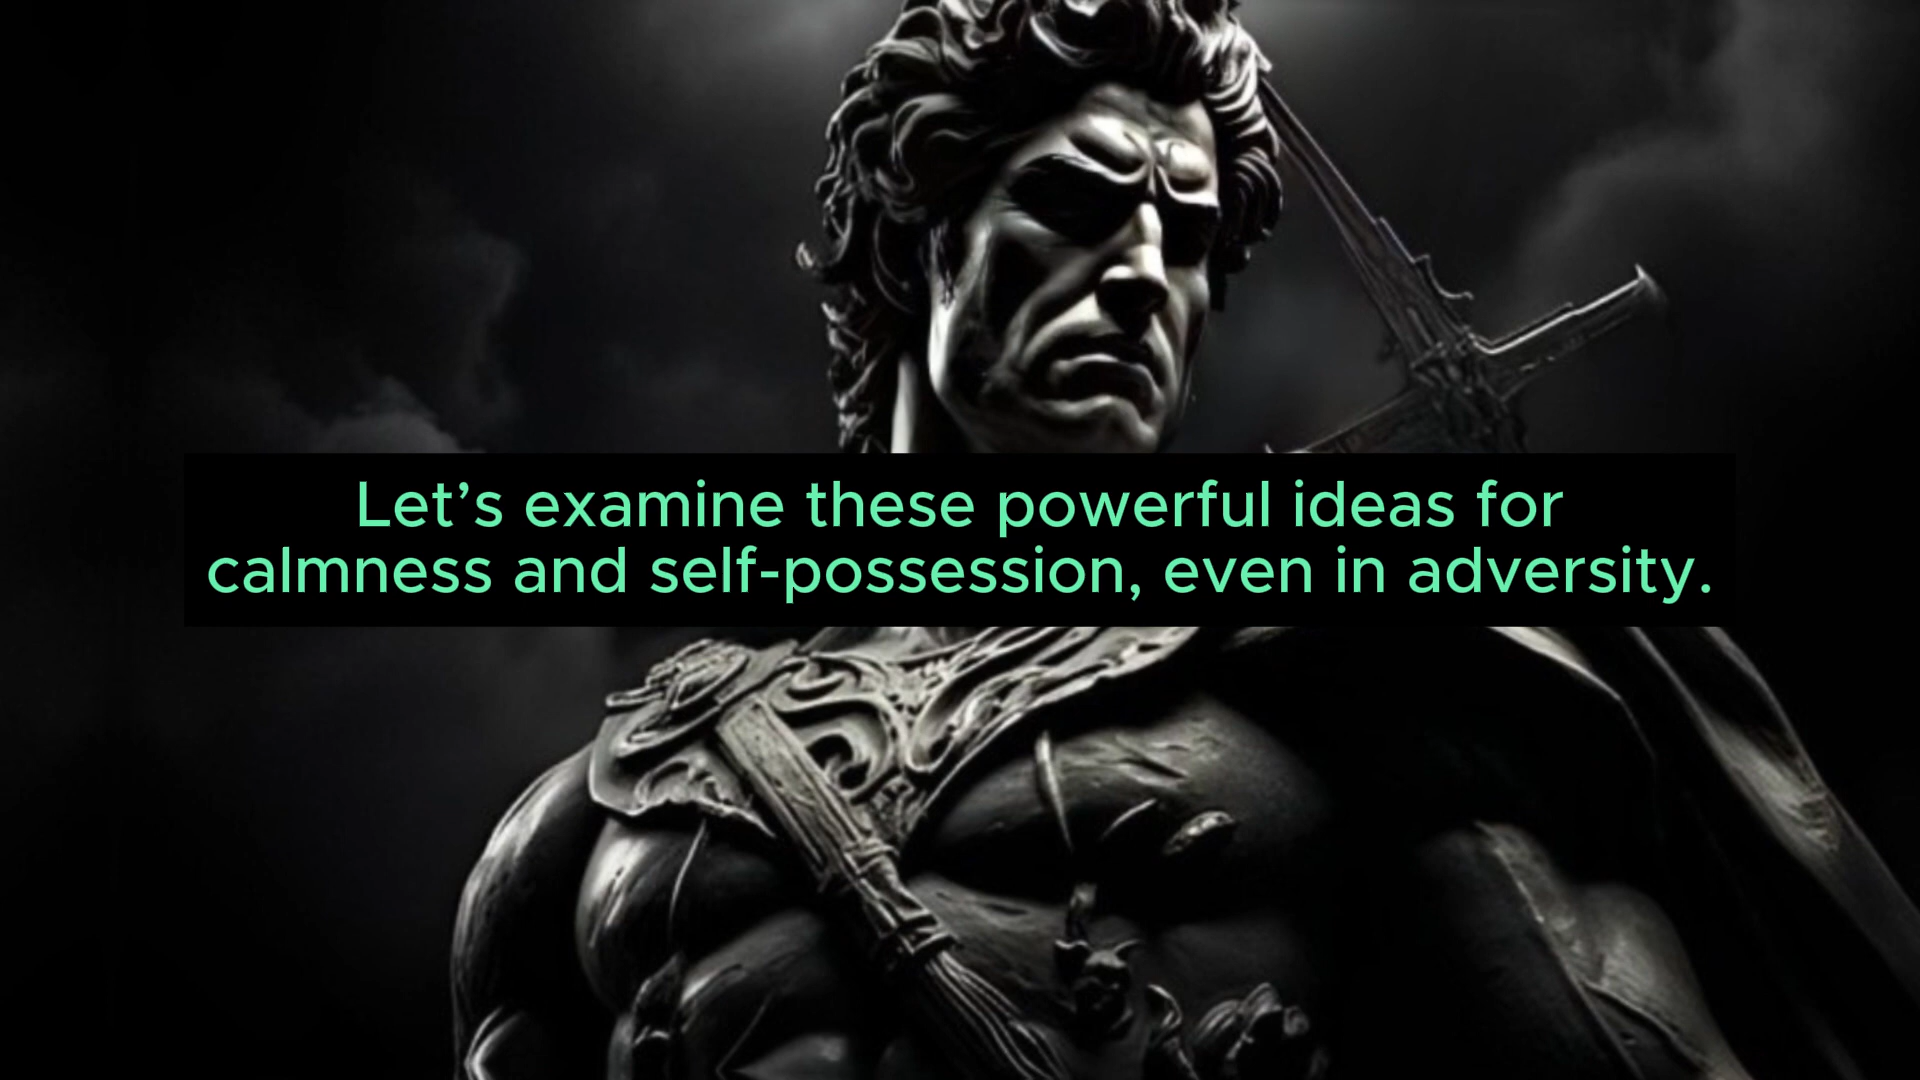 Let’s examine these powerful ideas for
calmness and self-possession, even in adversity.